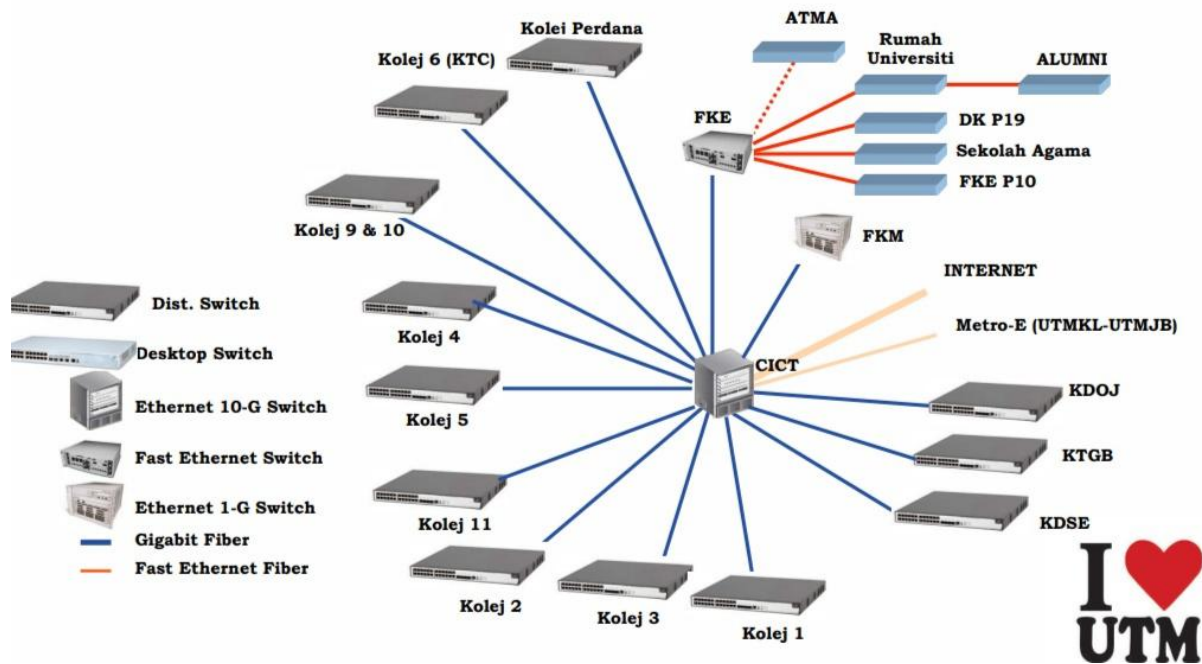 ATMA
Kolei Perdana
Rumah
Universiti
ALUMNI
Kolej 6 (KTC)
FKE
DK P19
Sekolah Agama
FKE P10
Kolej 9 & 10
FKM
INTERNET
Dist. Switch
Kolej 4
Metro-E (UTMKL-UTMJB)
Desktop Switch
CICT
KDOJ
Ethernet 10-G Switch
Kolej 5
KTGB
Fast Ethernet Switch
Ethernet 1-G Switch
Kolej 11
KDSE
Gigabit Fiber
Fast Ethernet Fiber
Kolej 2
Kolej 3
Kolej 1
I
UTM